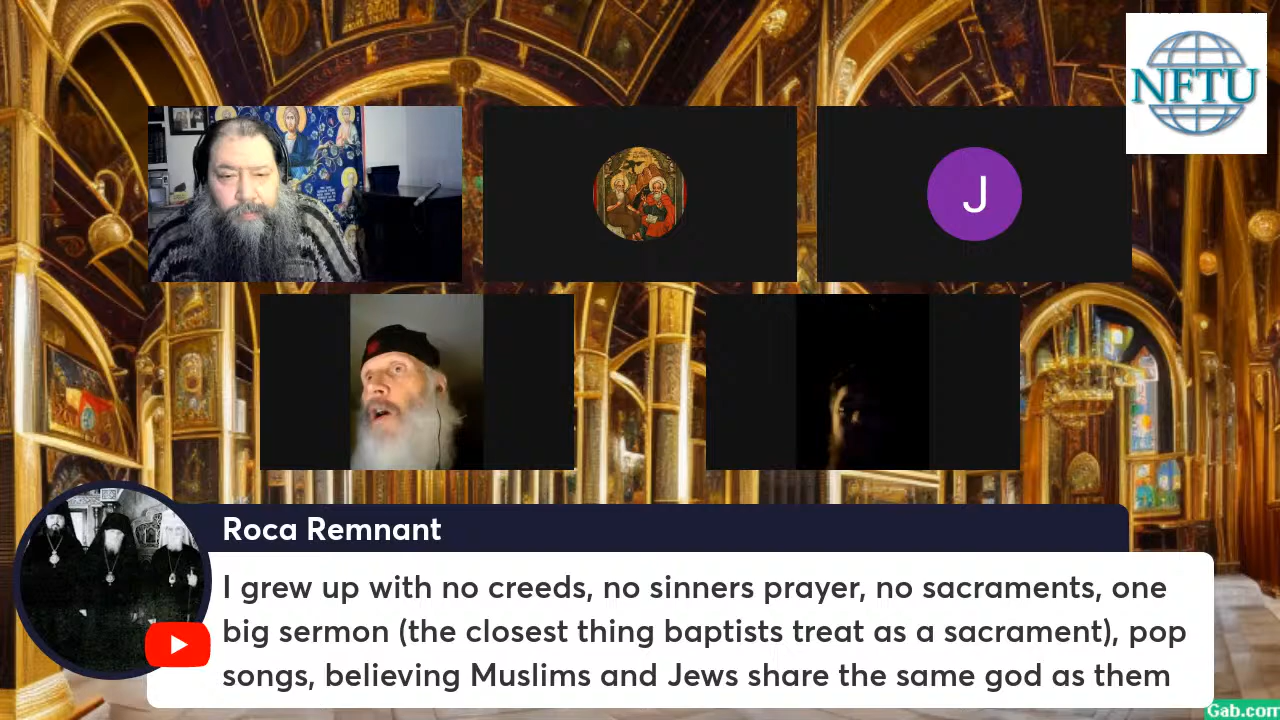 NFTU
J
Roca Remnant
I grew up with no creeds, no sinners prayer, no sacraments, one
big sermon (the closest thing baptists treat as a sacrament), pop
songs, believing Muslims and Jews share the same god as them
Gab.com